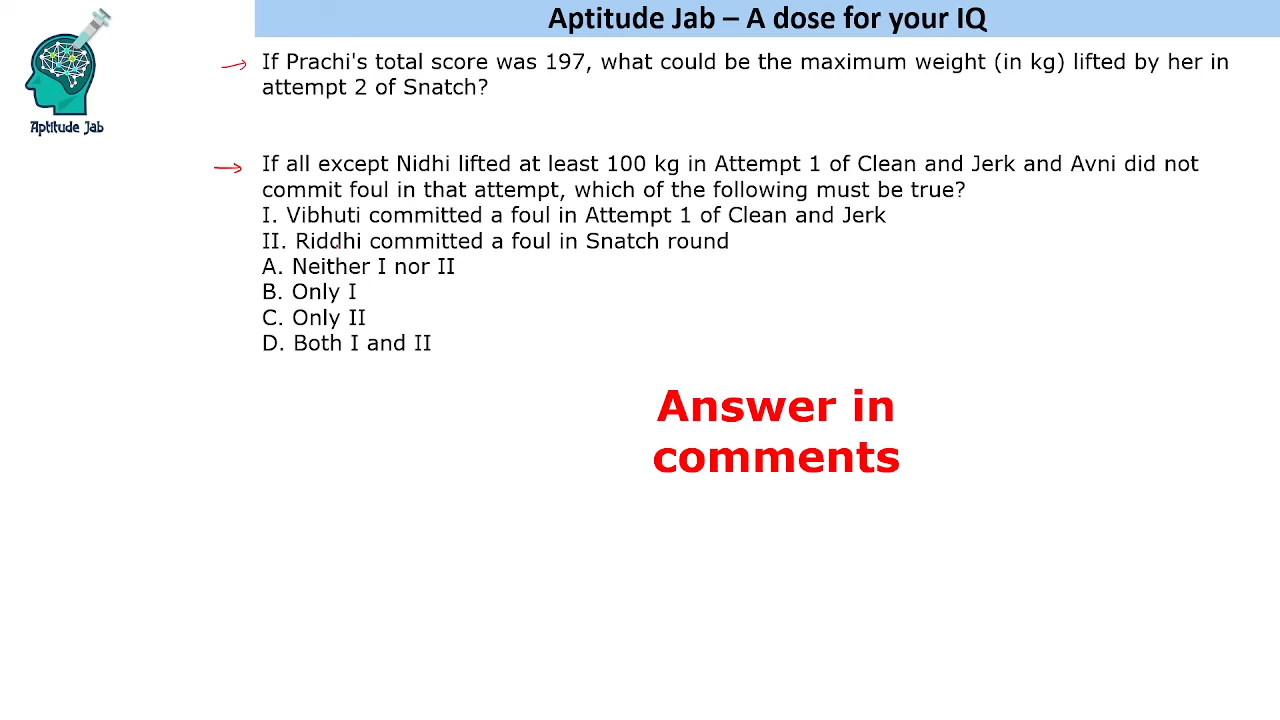 Aptitude Jab – A dose for your IQ
Aptitude Jab
If Prachi's total score was 197, what could be the maximum weight (in kg) lifted by her in
attempt 2 of Snatch?
If all except Nidhi lifted at least 100 kg in Attempt 1 of Clean and Jerk and Avni did not
commit foul in that attempt, which of the following must be true?
I. Vibhuti committed a foul in Attempt 1 of Clean and Jerk
II. Riddhi committed a foul in Snatch round
A. Neither I nor II
B. Only I
C. Only II
D. Both I and II
Answer in
comments